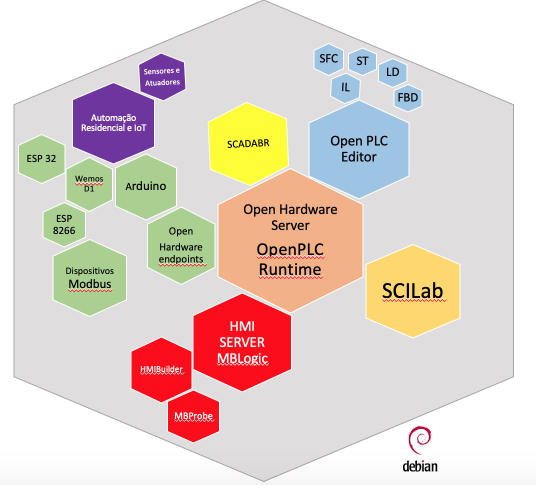 Sensores e
Atuadores
Automação
Residencial e IoT
ESP 32
Wemos
D1
Arduino
ESP
8266
Dispositivos
Modbus
Open
Hardware
endpoints
SCADABR
SFC
ST
LD
IL
FBD
Open PLC
Editor
Open Hardware
Server
OpenPLC
Runtime
SCILab
HMI
SERVER
MBLogic
HMIBuilder
MBProbe
debian